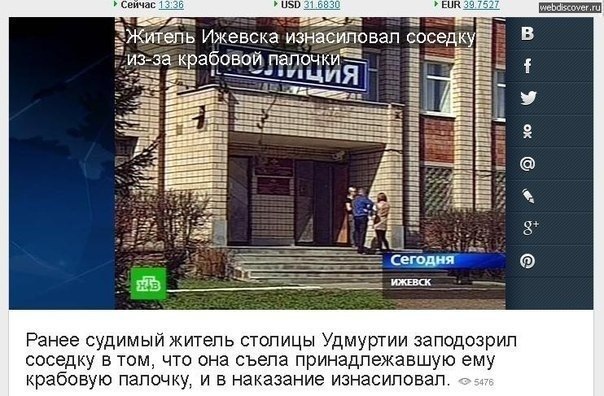 Сейчас 13:36 USD 31.6830 EUR 39.7527
webdiscover.ru
Житель Ижевска изнасиловал соседку
из-за крабовой палочки
ПОЛИЦИЯ
В
f
@
g+
Сегодня
НТВ
ИЖЕВСК
Ранее судимый житель столицы Удмуртии заподозрил
соседку в том, что она съела принадлежавшую ему
крабовую палочку, и в наказание изнасиловал. 5476